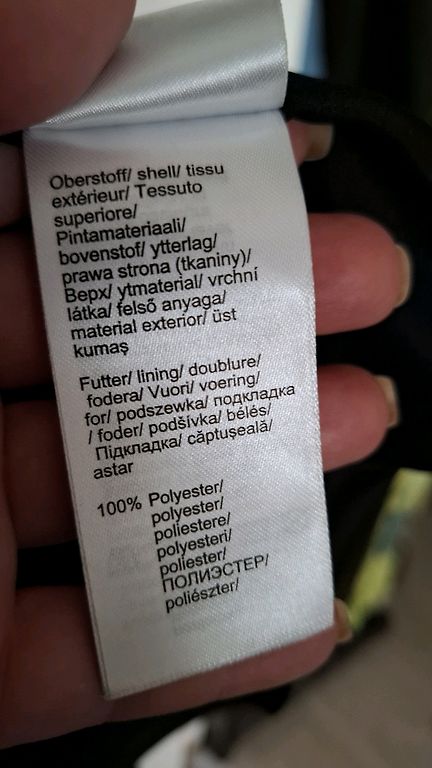 Oberstoff/ shell/ tissu
extérieur/ Tessuto
superiore/
Pintamateriaali/
bovenstof/ ytterlag/
prawa strona (tkaniny)/
Bepx/ ytmaterial/ vrchní
látka/ felső anyaga/
material exterior/ üst
kumaş
Futter/ lining/ doublure/
fodera/ Vuori/ voering/
for/ podszewka/ подкладка
/ foder/ podšívka/ bélés/
Підкладка/ căptuşeală/
astar
100% Polyester/
polyester/
poliestere/
polyesteri/
poliester/
ПОЛИЭСТЕР/
poliészter/